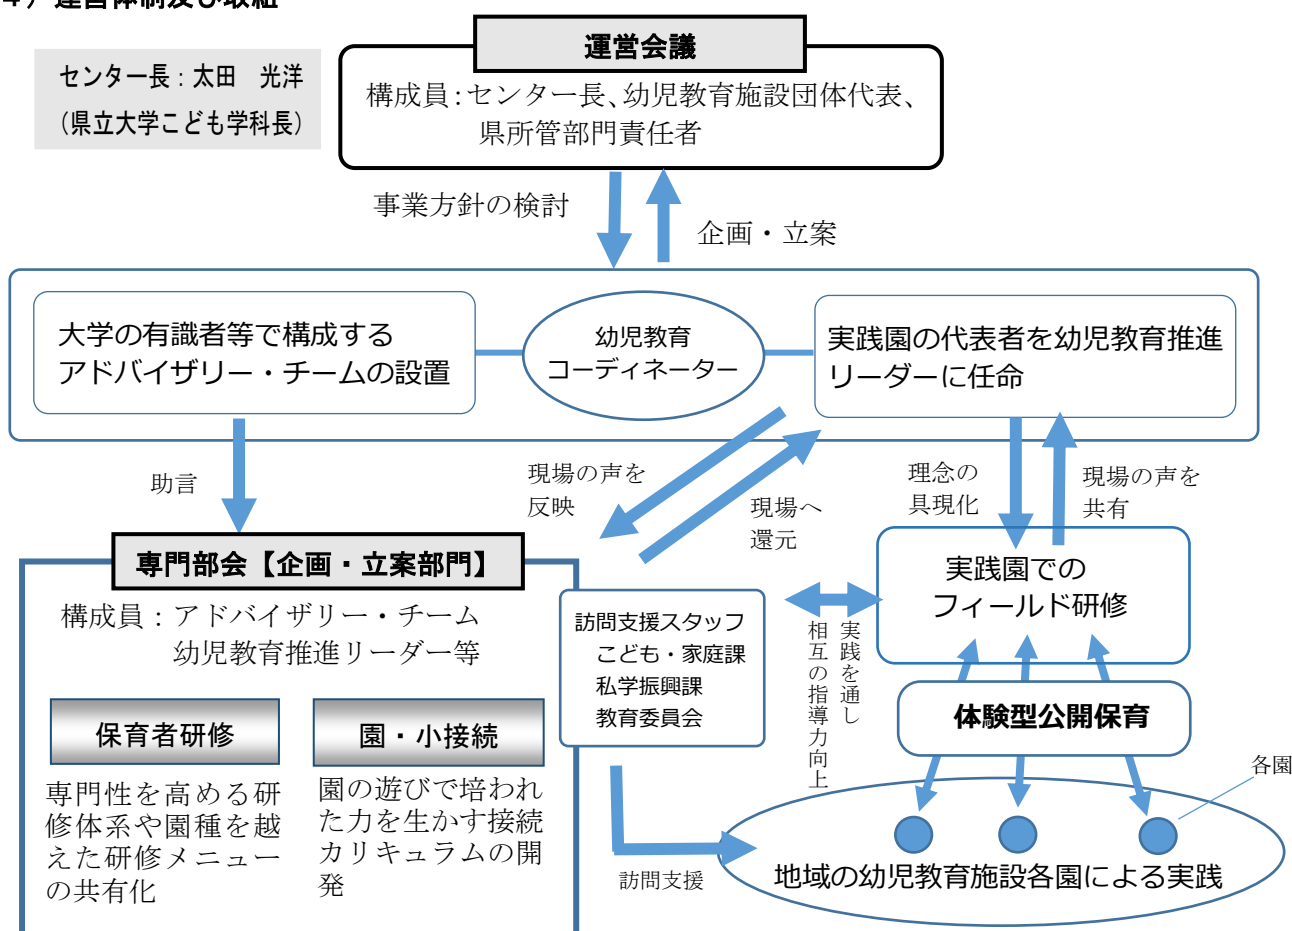 4）運営体制及び取組
運営会議
センター長：太田　光洋
（県立大学こども学科長）
構成員：センター長、幼児教育施設団体代表、
県所管部門責任者
事業方針の検討
企画・立案
大学の有識者等で構成する
アドバイザリー・チームの設置
幼児教育
コーディネーター
実践園の代表者を幼児教育推進
リーダーに任命
助言
現場の声を
反映
現場へ
還元
理念の
具現化
現場の声を
共有
専門部会【企画・立案部門】
構成員：アドバイザリー・チーム
幼児教育推進リーダー等
保育者研修
専門性を高める研
修体系や園種を越
えた研修メニュー
の共有化
園・小接続
園の遊びで培われ
た力を生かす接続
カリキュラムの開
発
訪問支援スタッフ
こども・家庭課
私学振興課
教育委員会
実践を通し
相互の指導力向上
実践園での
フィールド研修
体験型公開保育
各園
訪問支援
地域の幼児教育施設各園による実践